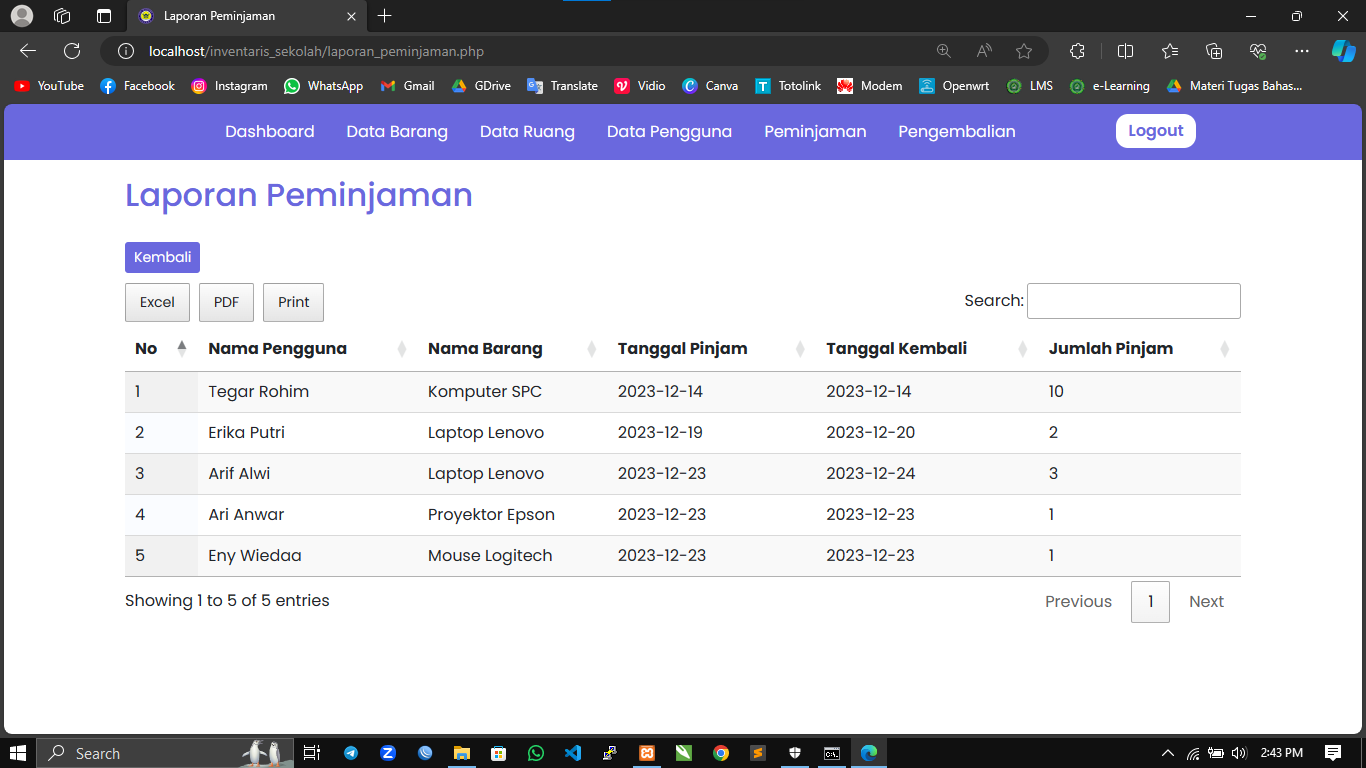 Laporan Peminjaman
localhost/inventaris_sekolah/laporan_peminjaman.php
YouTube Facebook Instagram WhatsApp Gmail GDrive Translate Vidio Canva Totolink Modem Openwrt LMS e-Learning Materi Tugas Bahas...
Dashboard Data Barang Data Ruang Data Pengguna Peminjaman Pengembalian Logout
Laporan Peminjaman
Kembali
Excel PDF Print Search:
No Nama Pengguna Nama Barang Tanggal Pinjam Tanggal Kembali Jumlah Pinjam
1 Tegar Rohim Komputer SPC 2023-12-14 2023-12-14 10
2 Erika Putri Laptop Lenovo 2023-12-19 2023-12-20 2
3 Arif Alwi Laptop Lenovo 2023-12-23 2023-12-24 3
4 Ari Anwar Proyektor Epson 2023-12-23 2023-12-23 1
5 Eny Wiedaa Mouse Logitech 2023-12-23 2023-12-23 1
Showing 1 to 5 of 5 entries Previous 1 Next
Search 2:43 PM